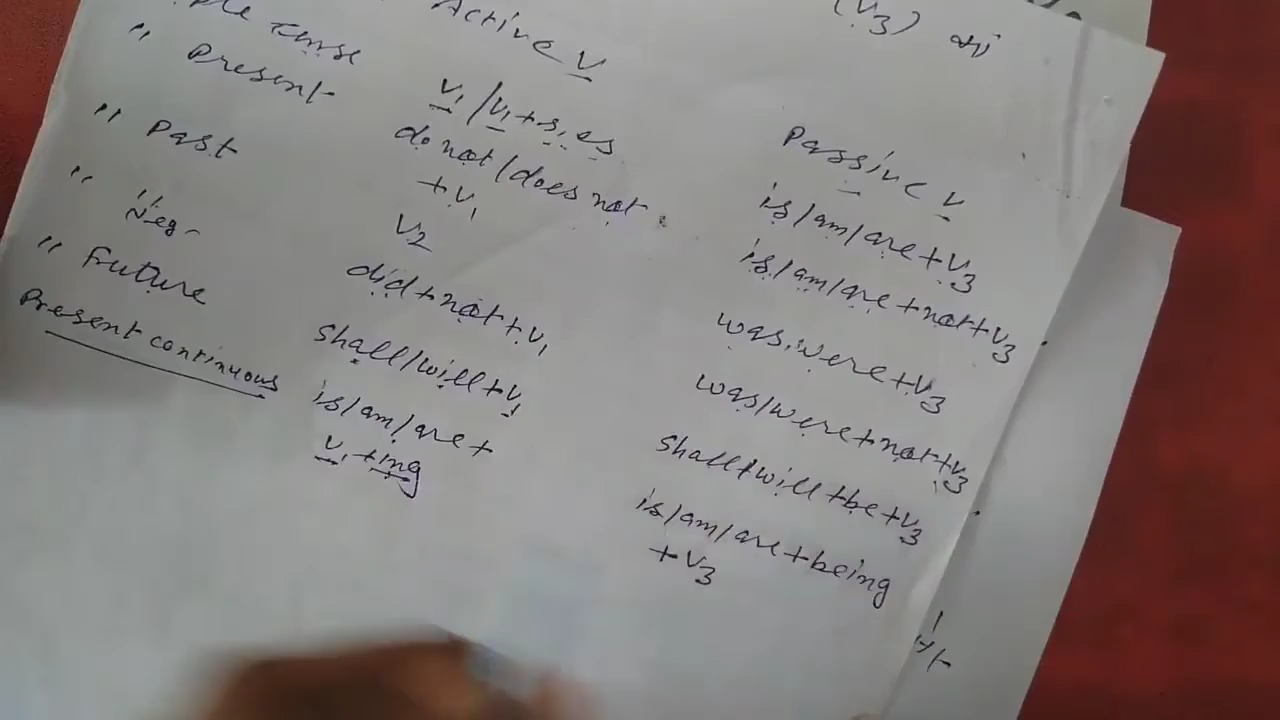 (V3)
Tense Active V Passive V
" Present V1/V1+s, es is/am/are+V3
do not/does not +V1 is/am/are+not+V3
" Past V2 was, were+V3
" " Neg- did+not+V1 was/were+not+V3
" Fruture shall/will+V1 shall+will+be+V3
Present continuous is/am/are+ is/am/are+being
V1+ing +V3